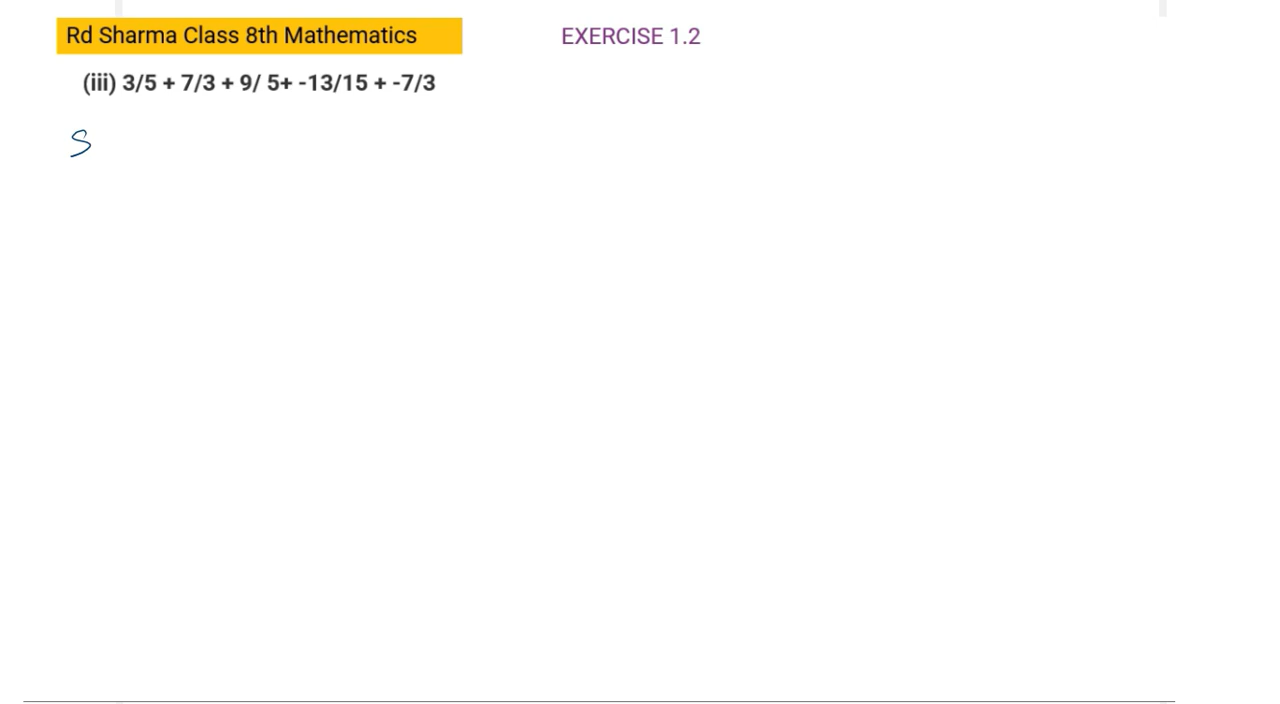 Rd Sharma Class 8th Mathematics EXERCISE 1.2
(iii) 3/5 + 7/3 + 9/ 5+ -13/15 + -7/3
S